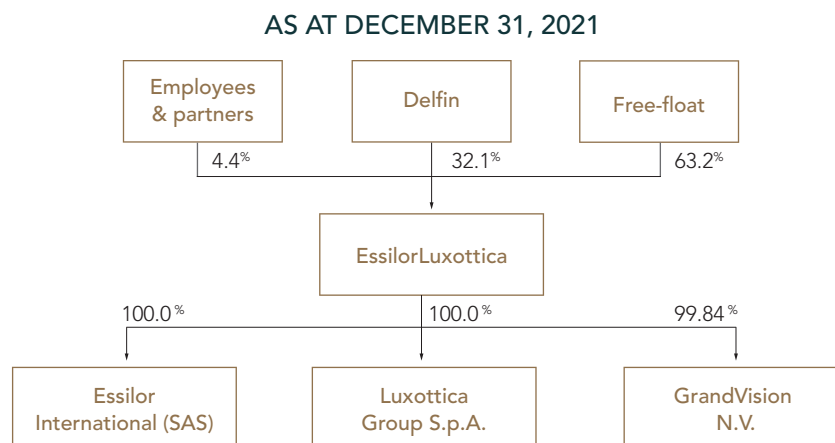 AS AT DECEMBER 31, 2021
Employees
& partners
Delfin
Free-float
4.4%
32.1%
63.2%
EssilorLuxottica
100.0 %
100.0 %
99.84 %
Essilor
International (SAS)
Luxottica
Group S.p.A.
GrandVision
N.V.